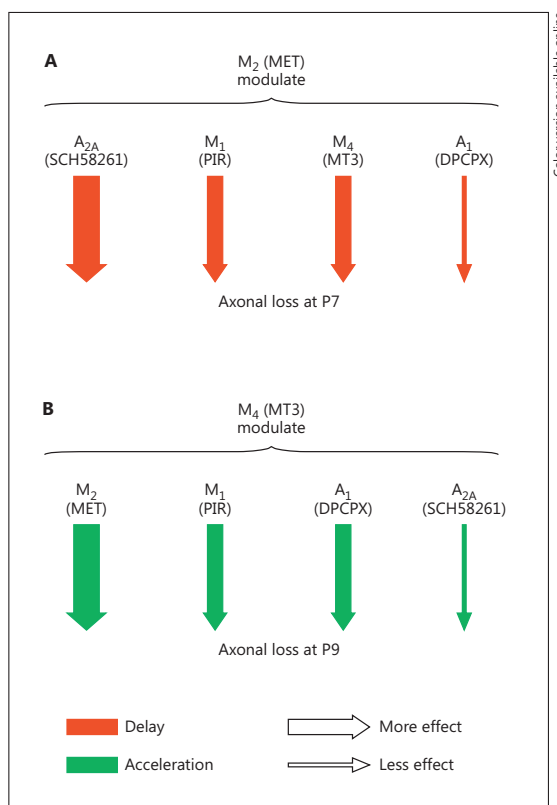 A
M2 (MET)
modulate
A2A M1 M4 A1
(SCH58261) (PIR) (MT3) (DPCPX)
Axonal loss at P7
B
M4 (MT3)
modulate
M2 M1 A1 A2A
(MET) (PIR) (DPCPX) (SCH58261)
Axonal loss at P9
Delay More effect
Acceleration Less effect